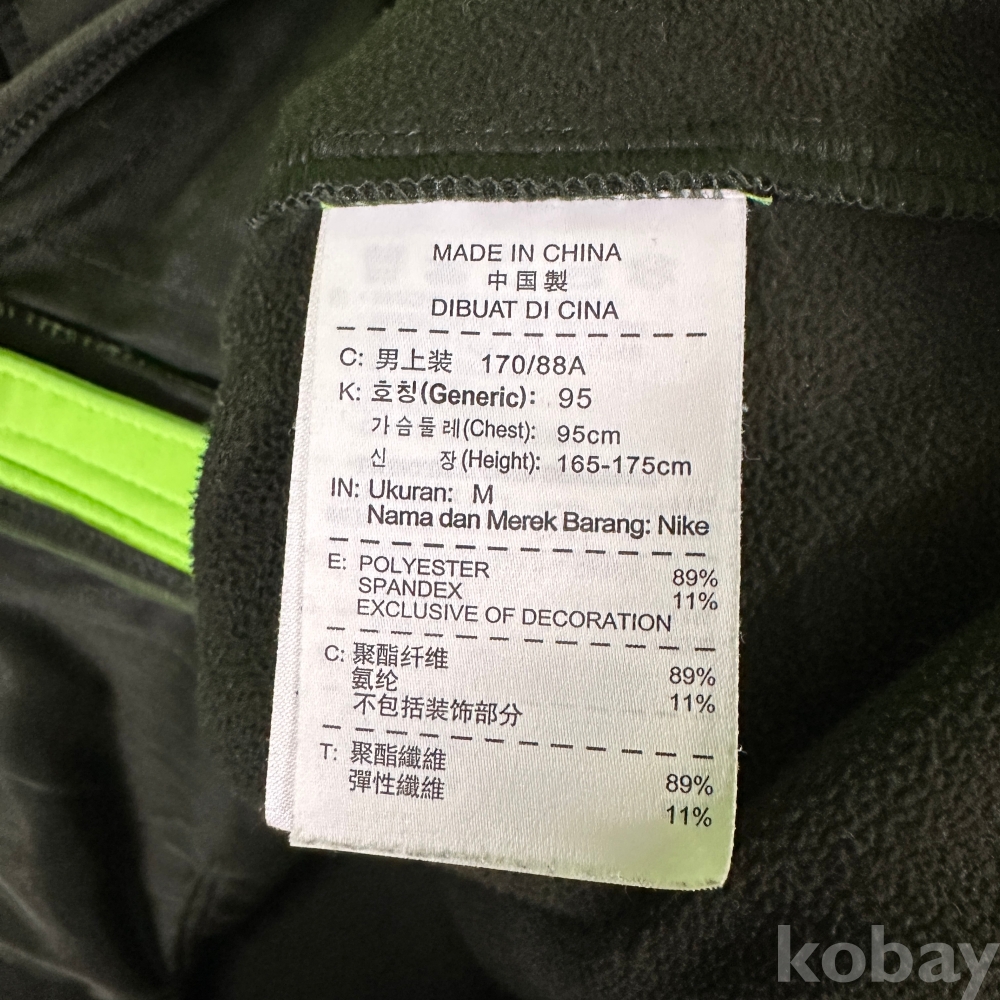 MADE IN CHINA
中国製
DIBUAT DI CINA
C: 男上装 170/88A
K: 호칭(Generic): 95
가슴둘레(Chest): 95cm
신 장(Height): 165-175cm
IN: Ukuran: M
Nama dan Merek Barang: Nike
E: POLYESTER 89%
SPANDEX 11%
EXCLUSIVE OF DECORATION
C: 聚酯纤维 89%
氨纶 11%
不包括装饰部分
T: 聚酯纖維 89%
彈性纖維 11%
kobay